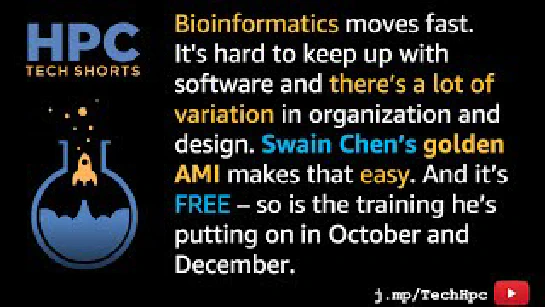 HPC
TECH SHORTS
Bioinformatics moves fast.
It's hard to keep up with
software and there's a lot of
variation in organization and
design. Swain Chen's golden
AMI makes that easy. And it's
FREE – so is the training he's
putting on in October and
December.
j.mp/TechHpc